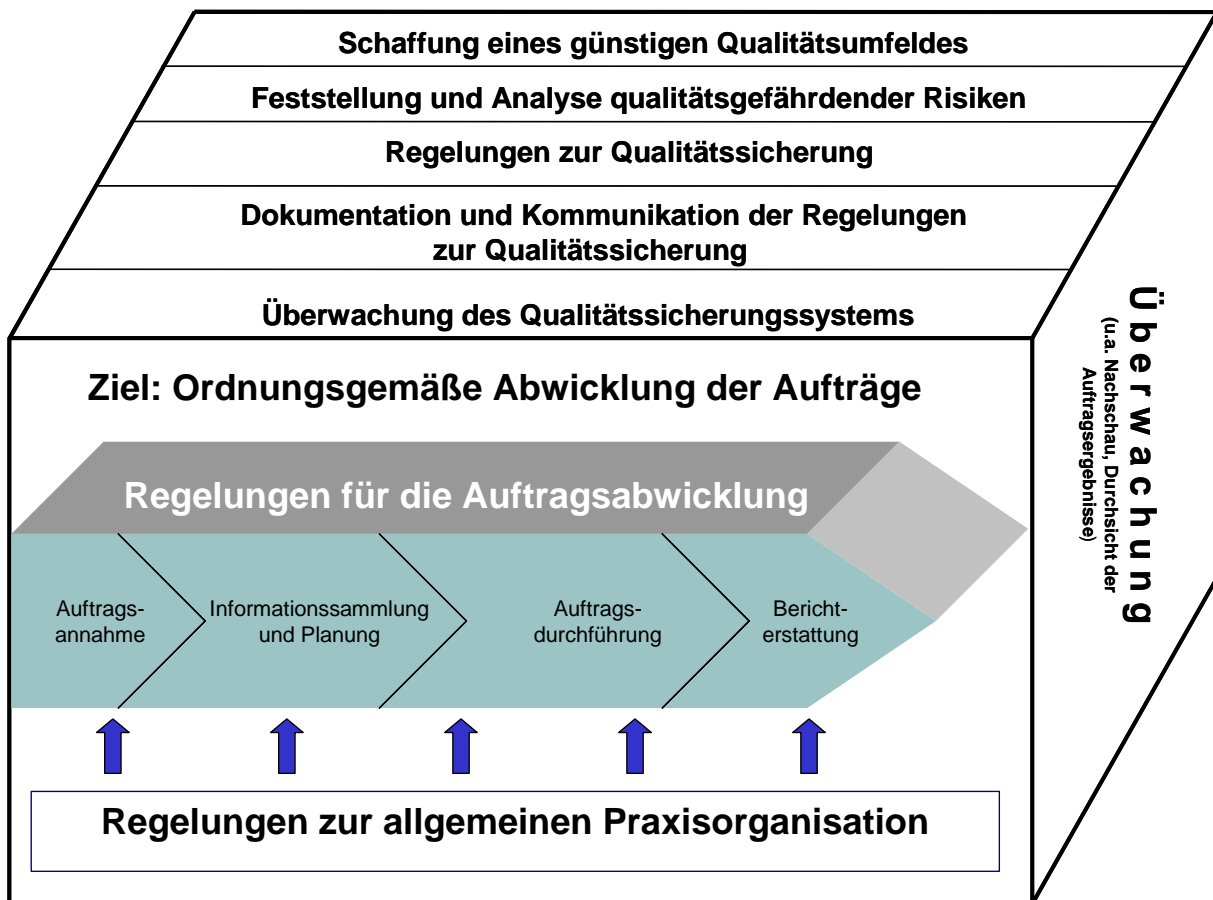 Schaffung eines günstigen Qualitätsumfeldes
Feststellung und Analyse qualitätsgefährdender Risiken
Regelungen zur Qualitätssicherung
Dokumentation und Kommunikation der Regelungen
zur Qualitätssicherung
Überwachung des Qualitätssicherungssystems
Ziel: Ordnungsgemäße Abwicklung der Aufträge
Regelungen für die Auftragsabwicklung
Auftrags-
annahme
Informationssammlung
und Planung
Auftrags-
durchführung
Bericht-
erstattung
Regelungen zur allgemeinen Praxisorganisation
Überwachung
(u.a. Nachschau, Durchsicht der
Auftragsergebnisse)